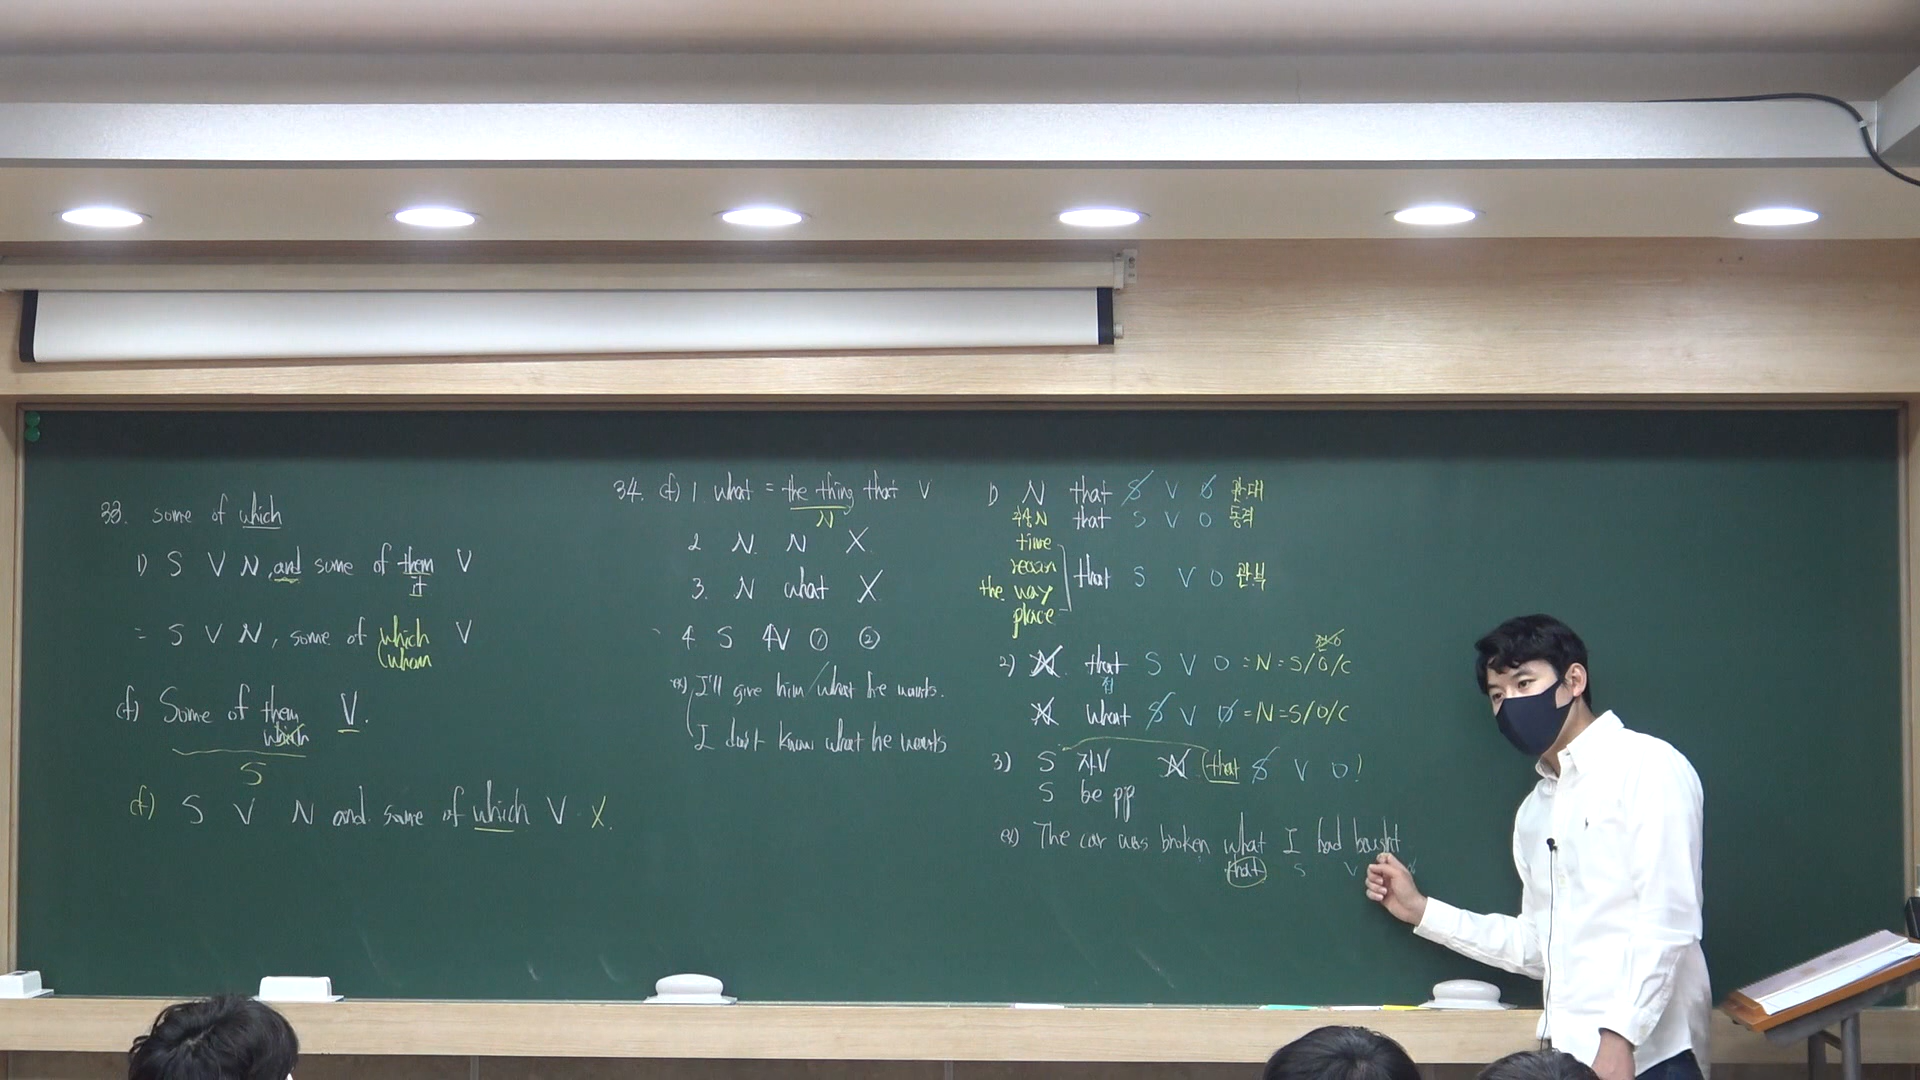 33. some of which
1) S V N, and some of them V
it
= S V N, some of which V
(whom
cf) Some of them V.
which
S
cf) S V N and some of which V X.
34. cf) 1 what = the thing that V
N
2 N N X
3. N what X
4 S 4V ① ②
ex) I'll give him / what he wants.
I don't know what he wants
1) N that S V O 관.대
추상N that S V O 동격
time
reason
the way that S V O 관.부
place
전X0
2) N that S V O = N = S/O/C
접
N what S V O = N = S/O/C
3) S 자V N (that S V O!
S be pp
ex) The car was broken what I had bought
that S V